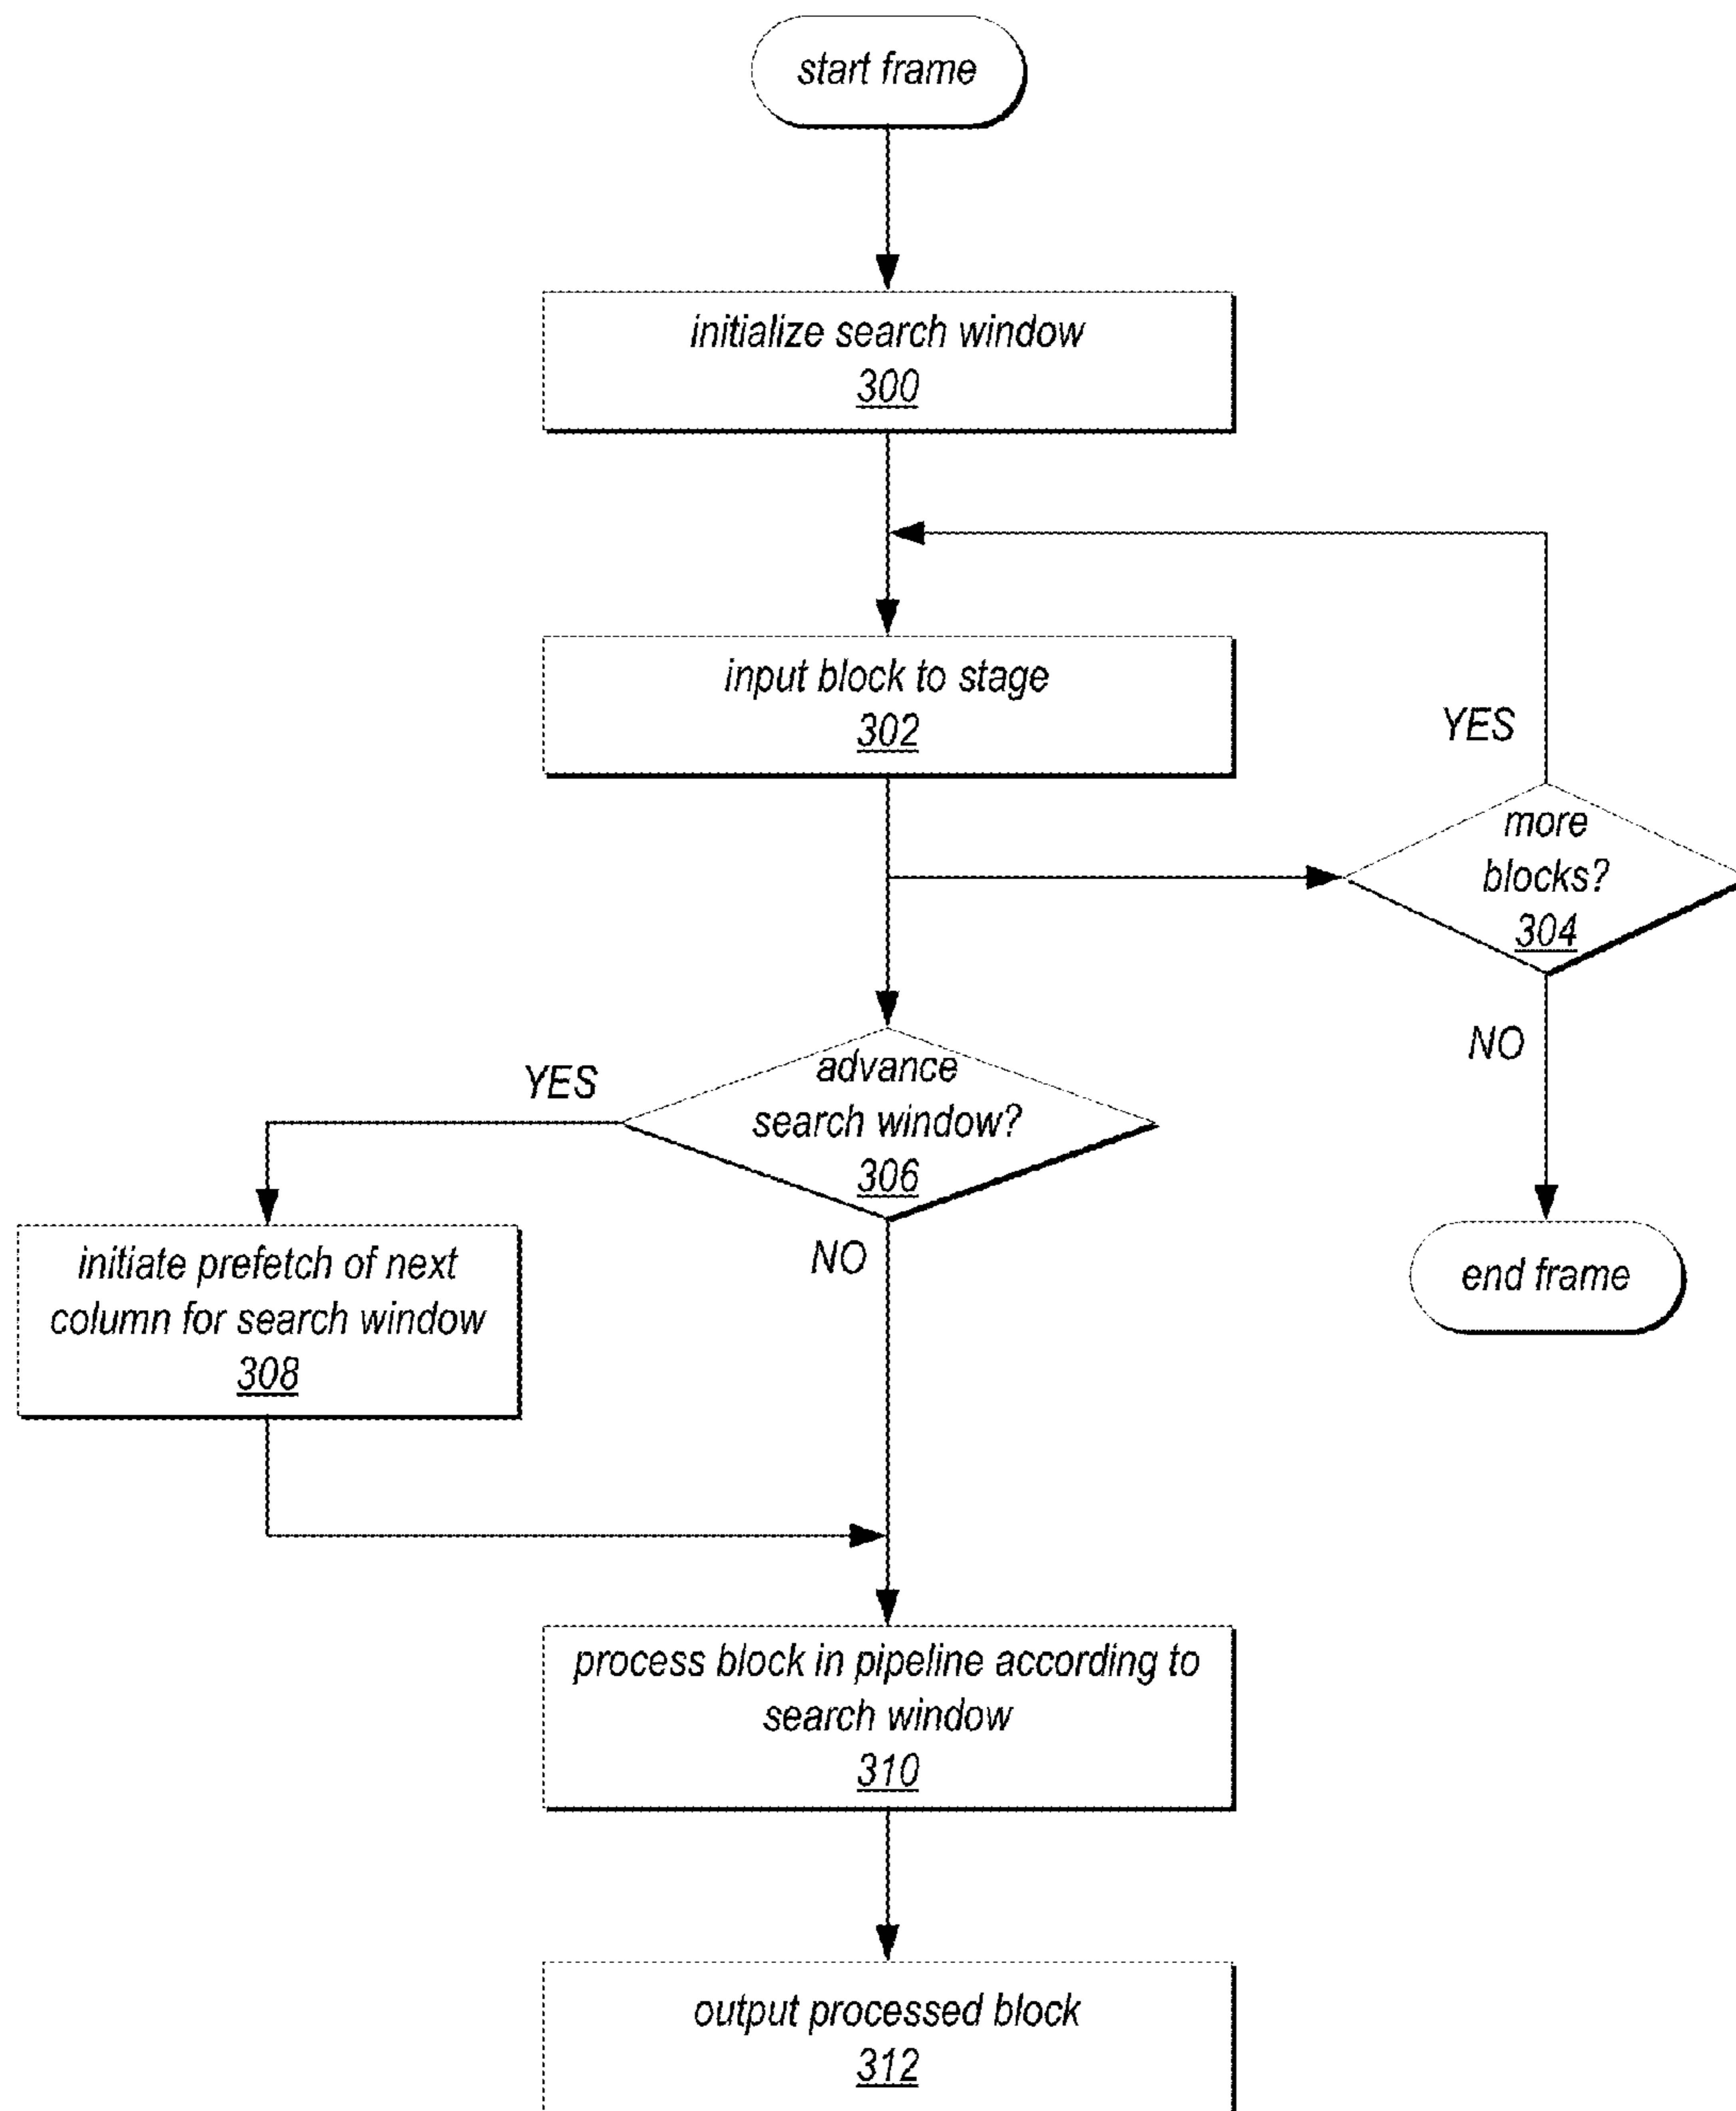 start frame
initialize search window
300
input block to stage
302
YES
more
blocks?
304
NO
end frame
advance
search window?
306
YES
NO
initiate prefetch of next
column for search window
308
process block in pipeline according to
search window
310
output processed block
312